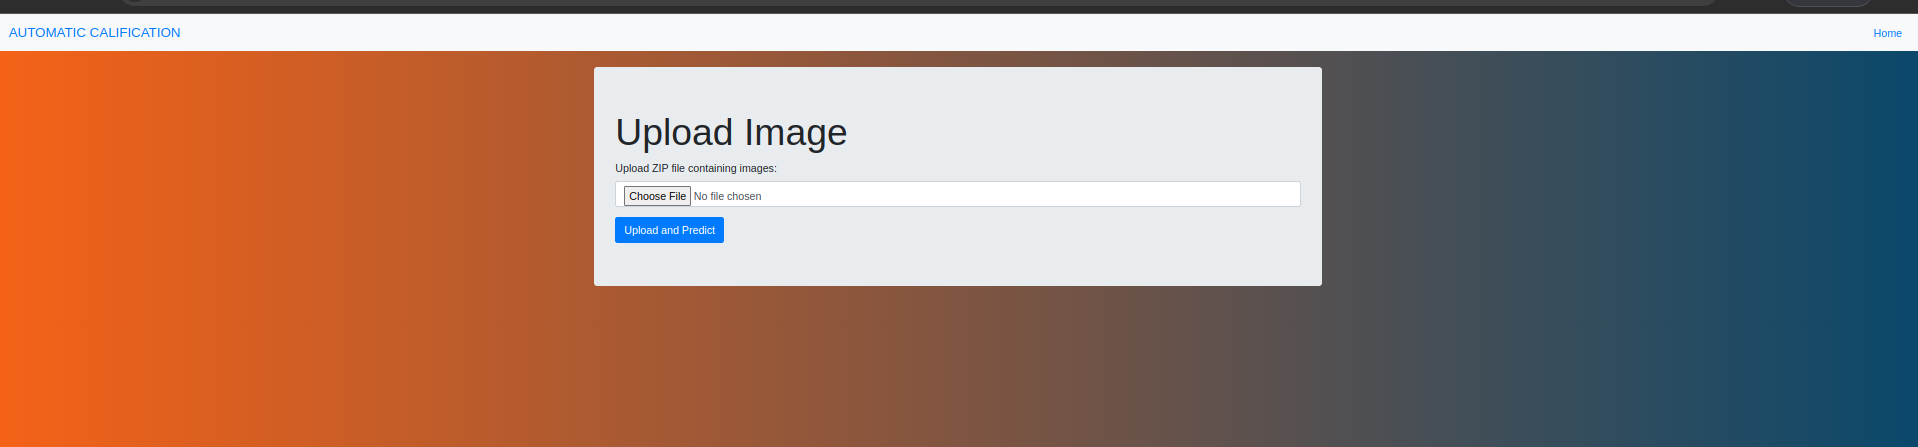 AUTOMATIC CALIFICATION
Home
Upload Image
Upload ZIP file containing images:
Choose File No file chosen
Upload and Predict